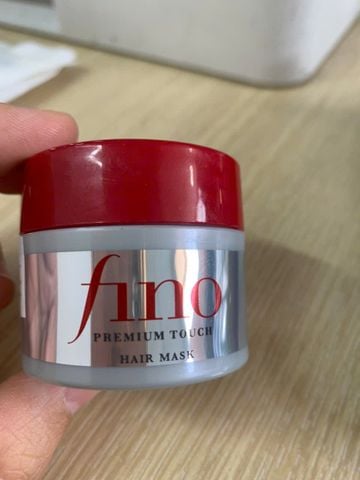 fino
PREMIUM TOUCH
HAIR MASK